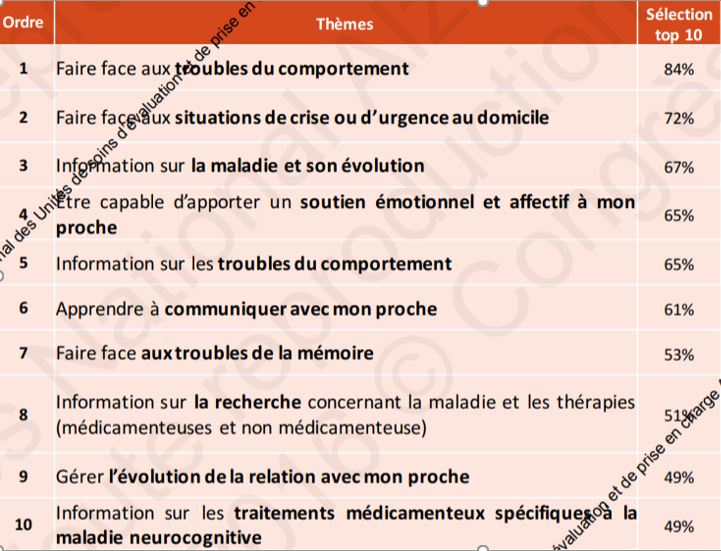 Ordre Thèmes Sélection top 10
1 Faire face aux troubles du comportement 84%
2 Faire face aux situations de crise ou d'urgence au domicile 72%
3 Information sur la maladie et son évolution 67%
4 Etre capable d'apporter un soutien émotionnel et affectif à mon
proche 65%
5 Information sur les troubles du comportement 65%
6 Apprendre à communiquer avec mon proche 61%
7 Faire face aux troubles de la mémoire 53%
8 Information sur la recherche concernant la maladie et les thérapies
(médicamenteuses et non médicamenteuse) 51%
9 Gérer l'évolution de la relation avec mon proche 49%
10 Information sur les traitements médicamenteux spécifiques à la
maladie neurocognitive 49%
des Unités de soins d'évaluation et de prise en
évaluation et de prise en charge
National
toute reproduction
2016 © Congrès